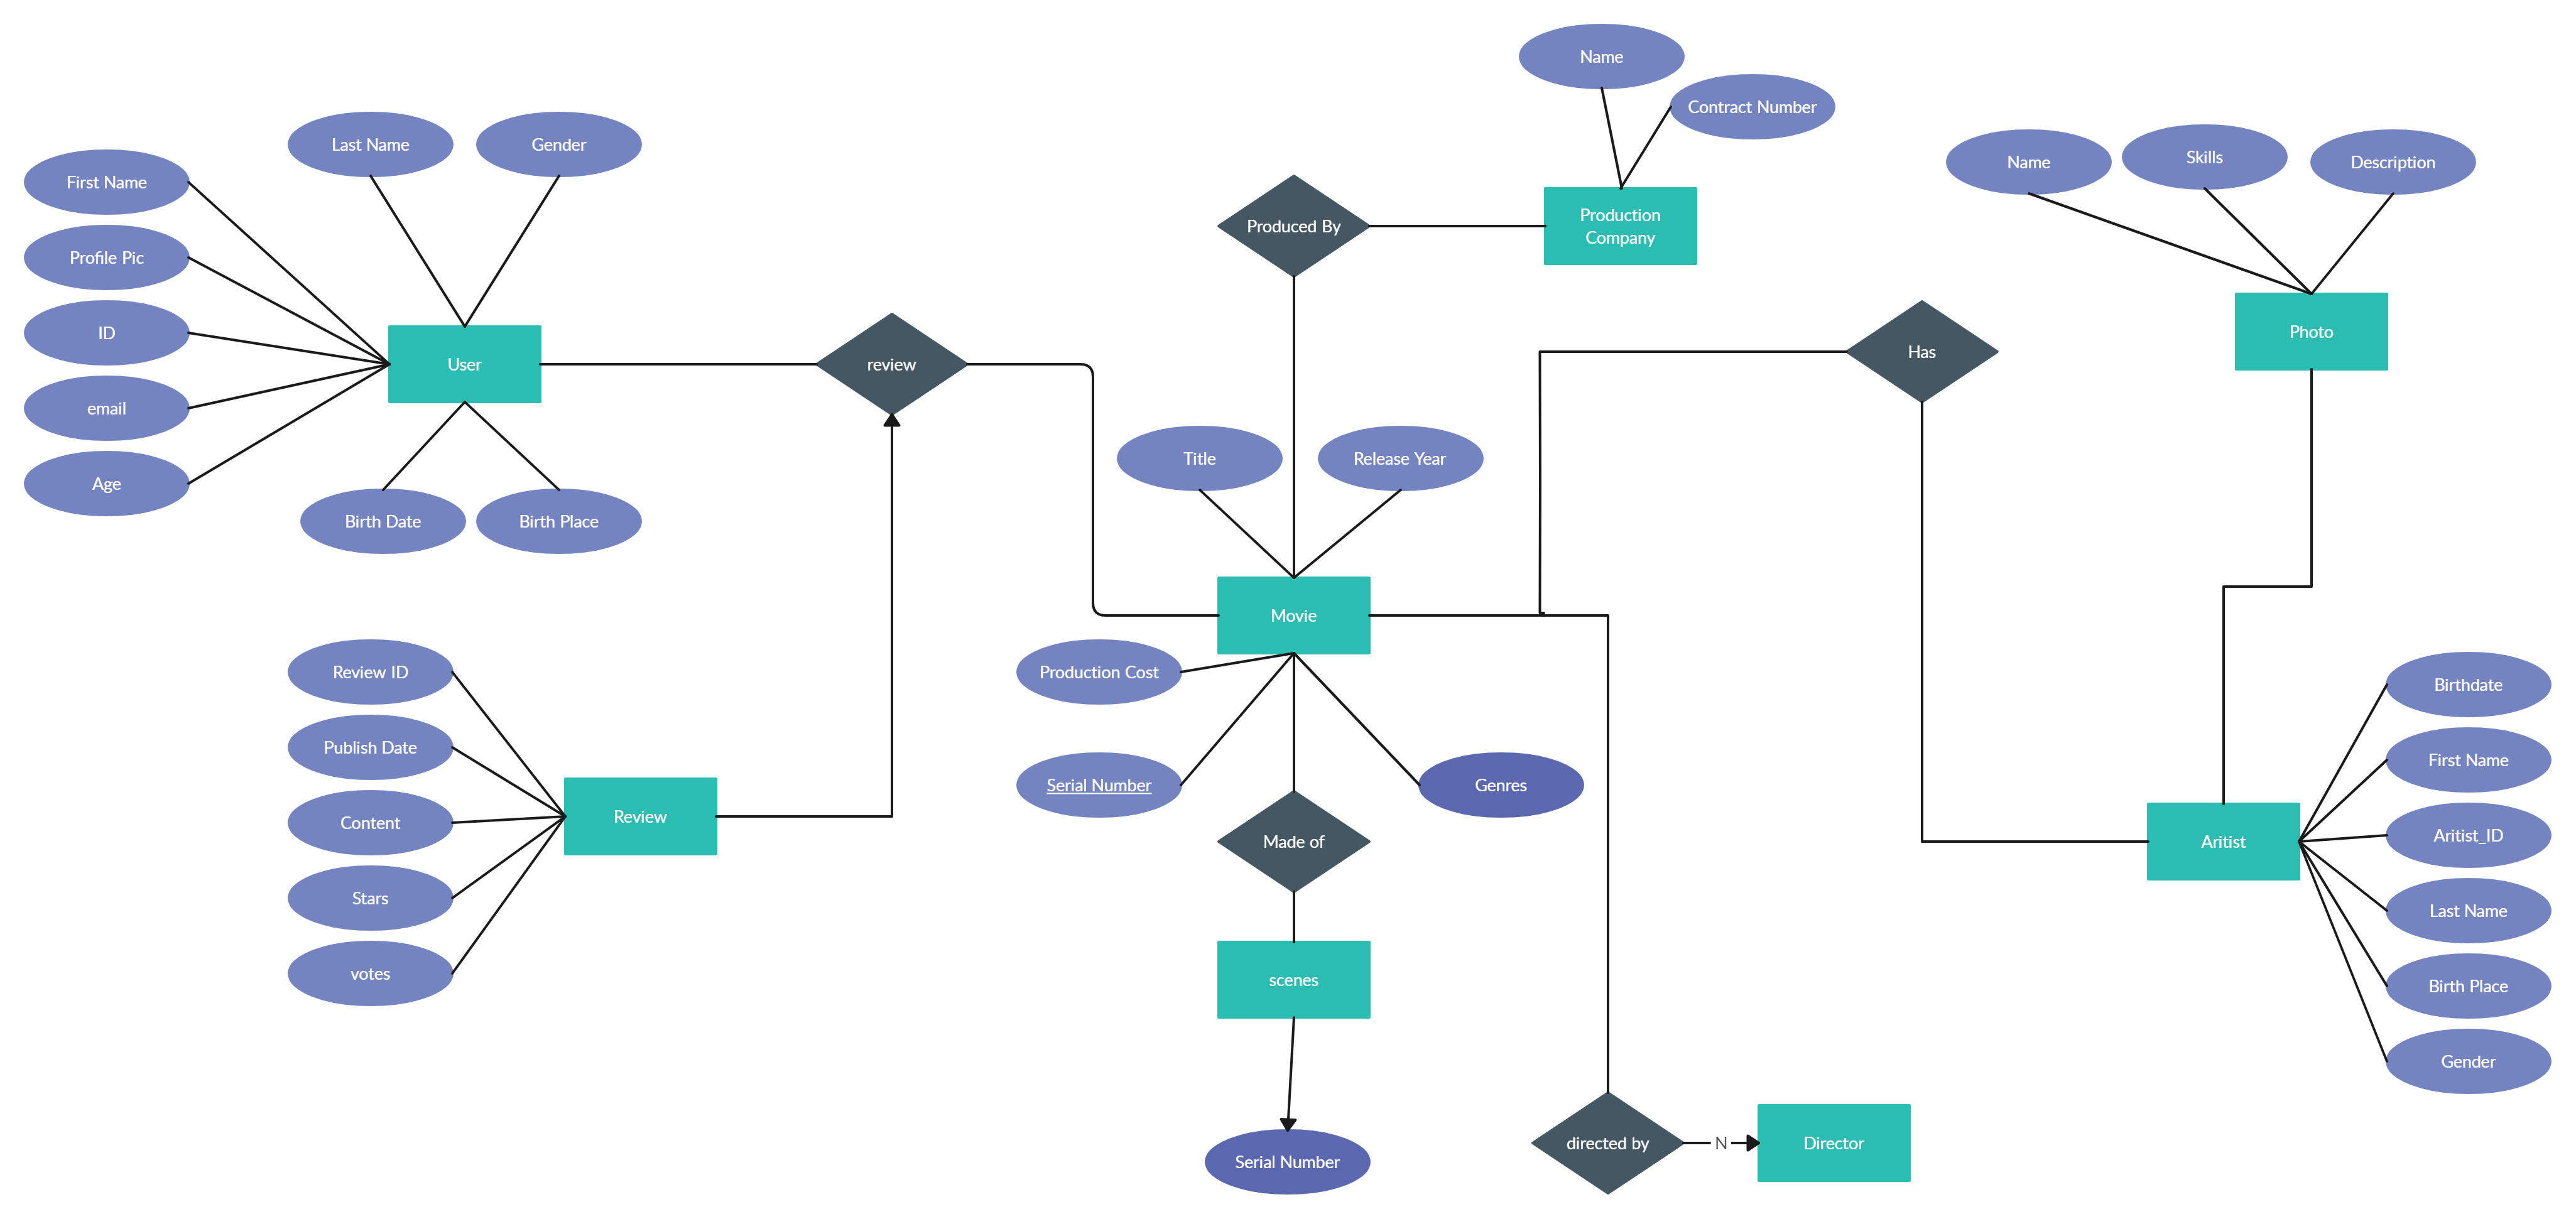 Name
Contract Number
Last Name
Gender
Name
Skills
Description
First Name
Produced By
Production
Company
Profile Pic
ID
User
review
Has
Photo
email
Age
Birth Date
Birth Place
Title
Release Year
Movie
Review ID
Production Cost
Birthdate
Publish Date
First Name
Serial Number
Genres
Content
Review
Made of
Aritist
Aritist_ID
Stars
Last Name
votes
scenes
Birth Place
Gender
directed by
N
Director
Serial Number